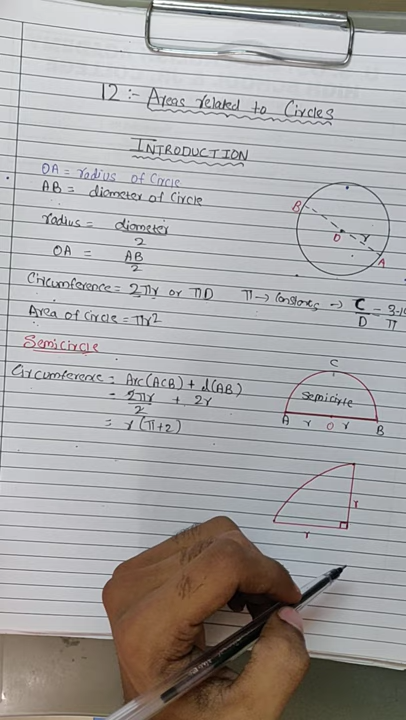 12:- Areas related to Circles
INTRODUCTION
OA = radius of Circle
AB = diameter of Circle
radius = diameter
2
OA = AB
2
B
O
r
A
Circumference = 2πr or πD
π → Constant → C
D
Area of Circle = πr2
Semicircle
Circumference = Arc(ACB) + d(AB)
= 2πr + 2r
2
= r(π+2)
C
Semicircle
A r O r B
r
r